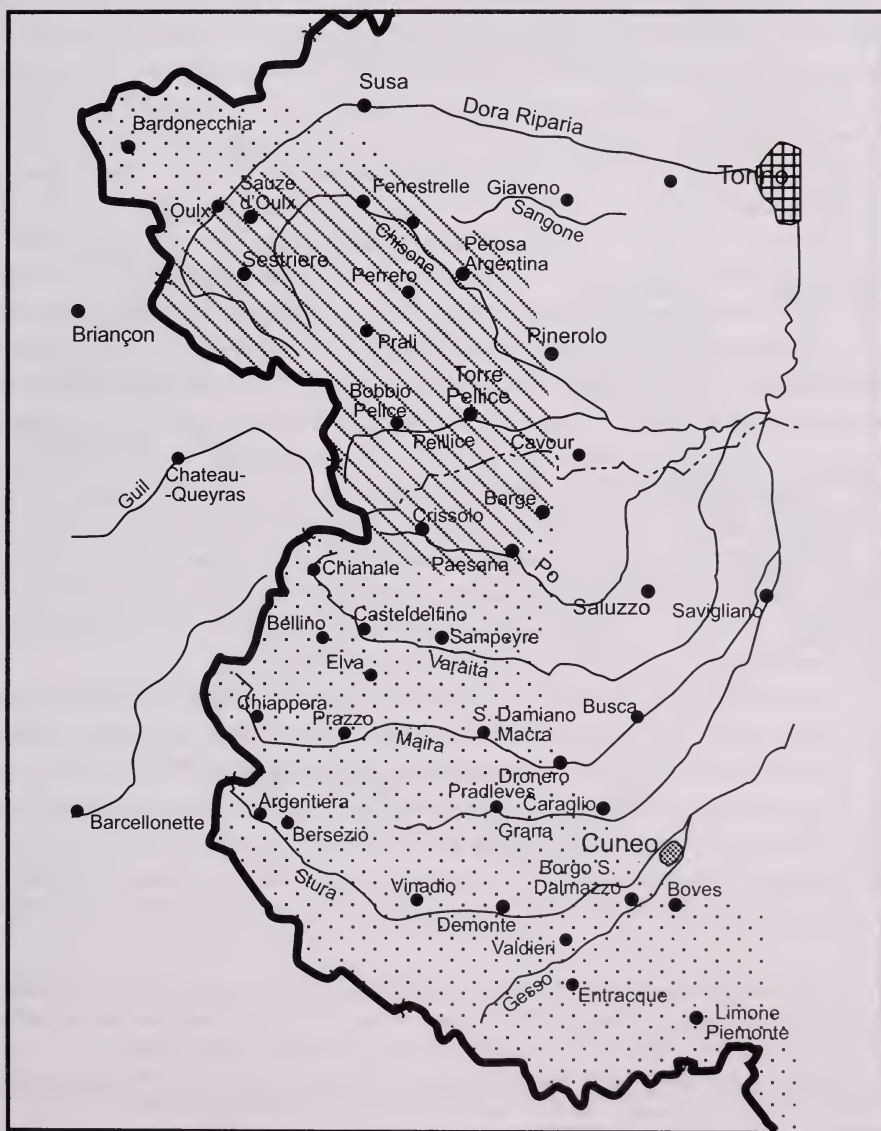 Susa
Dora Riparia
Bardonecchia
Torino
Fenestrelle
Giaveno
Sauze
d'Oulx
Oulx
Sangone
Chisone
Perosa
Argentina
Sestriere
Perrero
Briançon
Prali
Pinerolo
Bobbio
Pelice
Torre
Pellice
Pelllice
Cavour
Guil
Chateau-
-Queyras
Barge
Crissolo
Paesana
Po
Chianale
Saluzzo
Savigliano
Casteldelfino
Bellino
Sampeyre
Elva
Varaita
Chiappera
Prazzo
Maira
S. Damiano
Macra
Busca
Dronero
Pradleves
Caraglio
Grana
Argentiera
Barcellonette
Bersezio
Cuneo
Stura
Vinadio
Borgo S.
Dalmazzo
Boves
Demonte
Valdieri
Gesso
Entracque
Limone
Piemonte